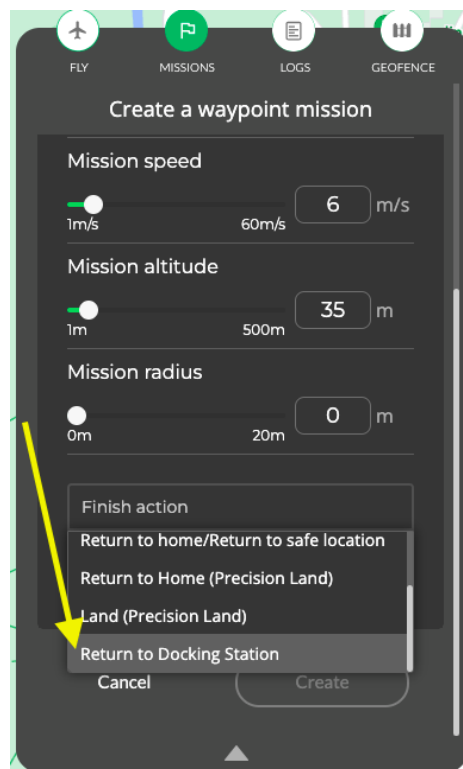 FLY MISSIONS LOGS GEOFENCE
Create a waypoint mission
Mission speed
6 m/s
1m/s 60m/s
Mission altitude
35 m
1m 500m
Mission radius
0 m
0m 20m
Finish action
Return to home/Return to safe location
Return to Home (Precision Land)
Land (Precision Land)
Return to Docking Station
Cancel Create